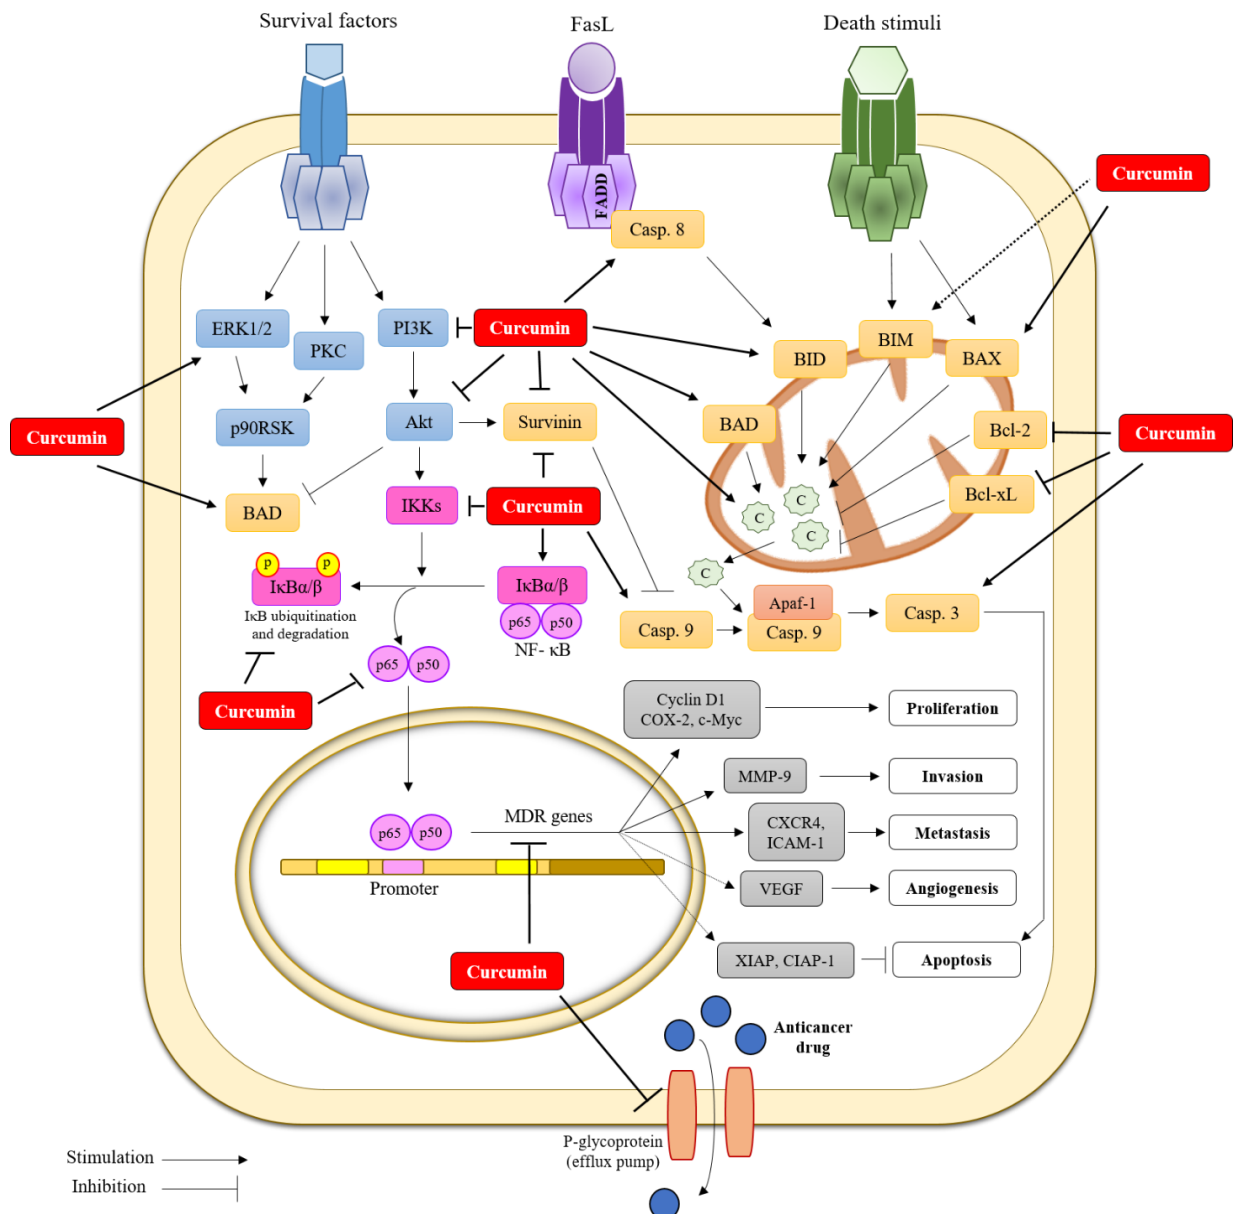 Survival factors
FasL
Death stimuli
FADD
Curcumin
Casp. 8
ERK1/2
PKC
PI3K
Curcumin
BID
BIM
BAX
Curcumin
p90RSK
Akt
Survinin
BAD
Bcl-2
Curcumin
BAD
IKKs
Curcumin
Bcl-xL
C
C
C
C
P
P
IκBα/β
IκB ubiquitination
and degradation
IκBα/β
p65
p50
NF- κB
Casp. 9
Apaf-1
Casp. 9
Casp. 3
p65
p50
Curcumin
Cyclin D1
COX-2, c-Myc
Proliferation
MMP-9
Invasion
p65
p50
MDR genes
CXCR4,
ICAM-1
Metastasis
Promoter
VEGF
Angiogenesis
Curcumin
XIAP, CIAP-1
Apoptosis
Anticancer
drug
P-glycoprotein
(efflux pump)
Stimulation
Inhibition